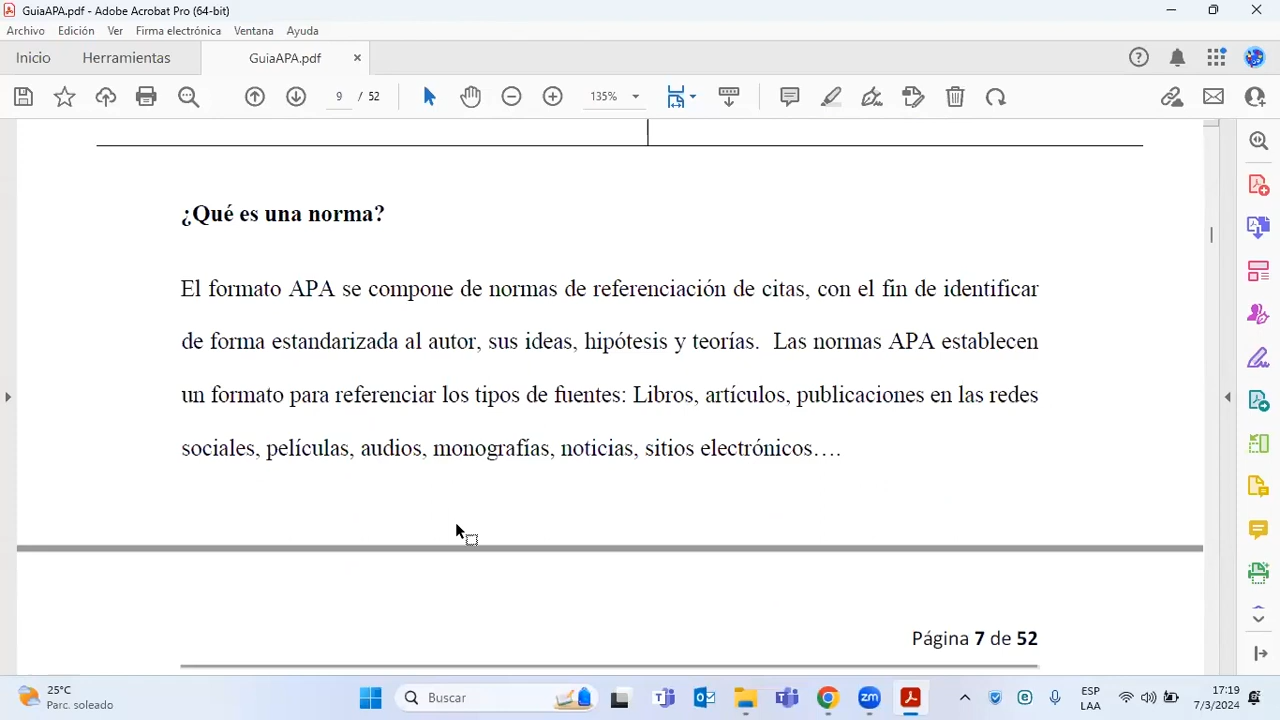 GuiaAPA.pdf - Adobe Acrobat Pro (64-bit)
Archivo Edición Ver Firma electrónica Ventana Ayuda
Inicio Herramientas GuiaAPA.pdf ×
9 / 52 135%
¿Qué es una norma?
El formato APA se compone de normas de referenciación de citas, con el fin de identificar
de forma estandarizada al autor, sus ideas, hipótesis y teorías. Las normas APA establecen
un formato para referenciar los tipos de fuentes: Libros, artículos, publicaciones en las redes
sociales, películas, audios, monografías, noticias, sitios electrónicos….
Página 7 de 52
25°C
Parc. soleado
Buscar
zm
ESP
LAA
17:19
7/3/2024